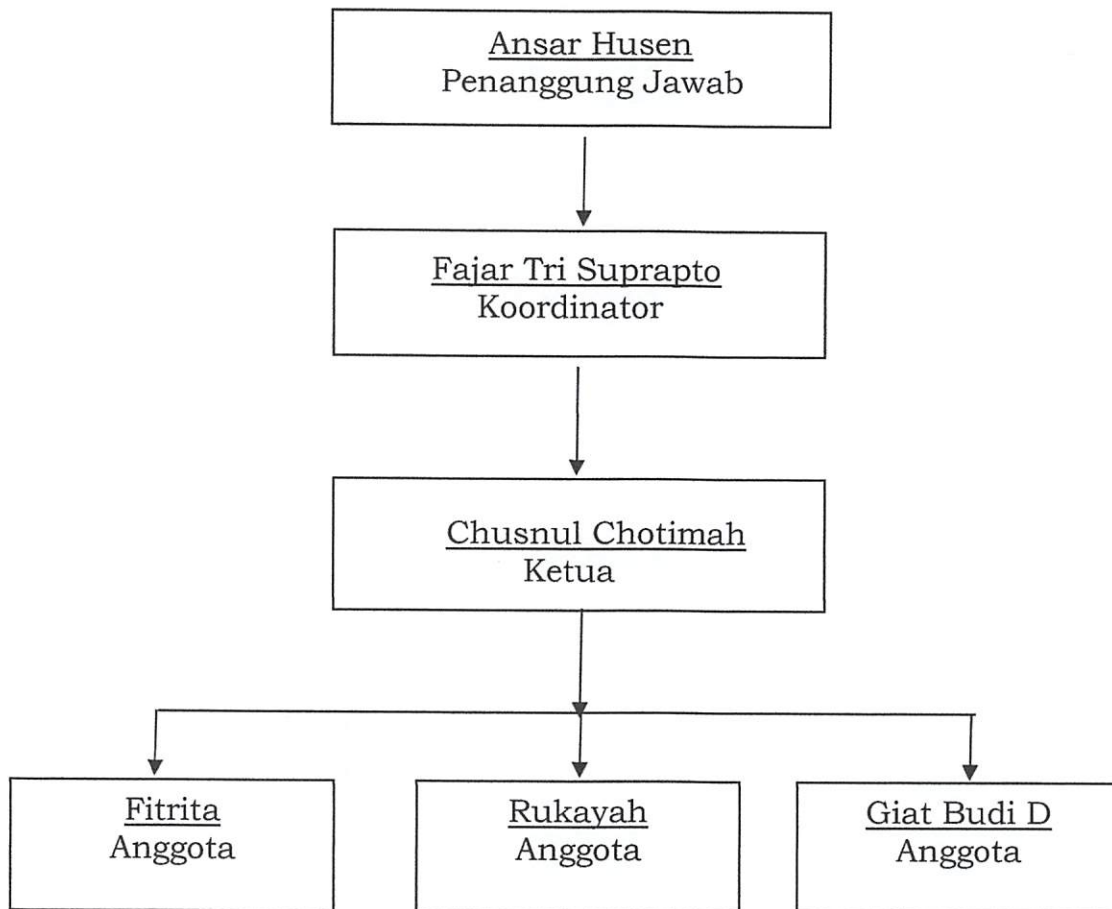 Ansar Husen
Penanggung Jawab
Fajar Tri Suprapto
Koordinator
Chusnul Chotimah
Ketua
Fitrita
Anggota
Rukayah
Anggota
Giat Budi D
Anggota